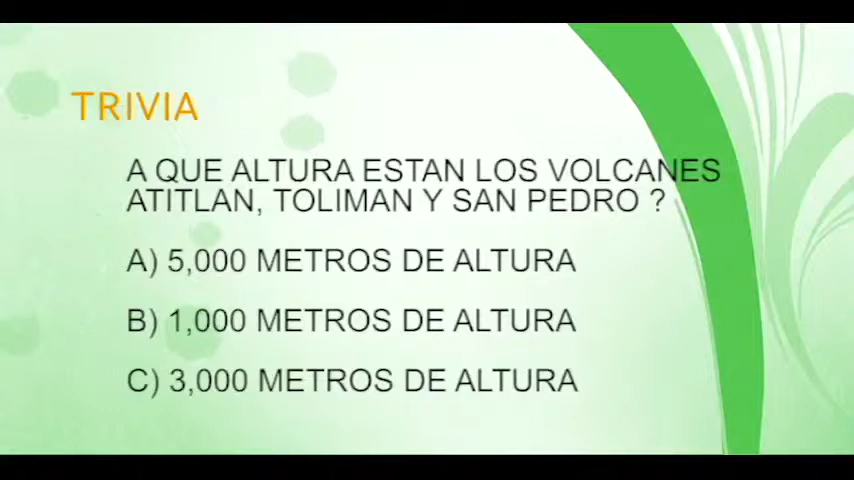 TRIVIA
A QUE ALTURA ESTAN LOS VOLCANES
ATITLAN, TOLIMAN Y SAN PEDRO ?
A) 5,000 METROS DE ALTURA
B) 1,000 METROS DE ALTURA
C) 3,000 METROS DE ALTURA